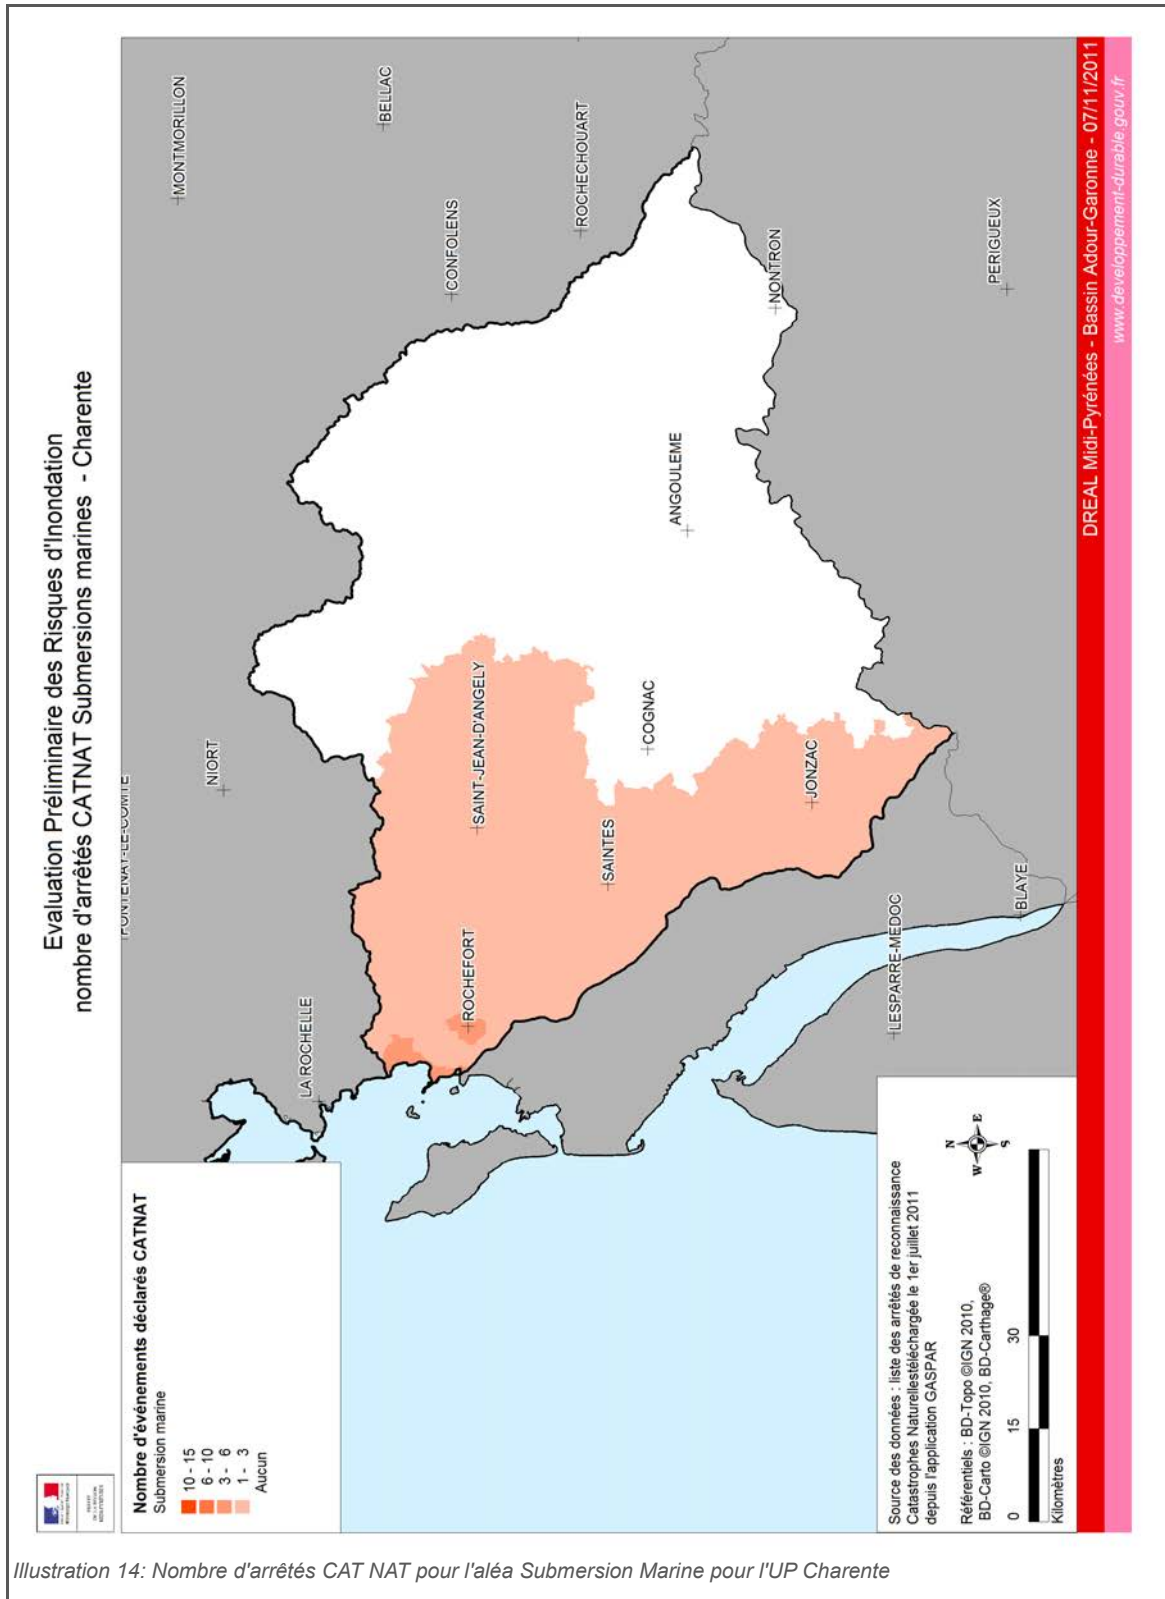 Evaluation Préliminaire des Risques d'Inondation
nombre d'arrêtés CATNAT Submersions marines - Charente
Nombre d'événements déclarés CATNAT
Submersion marine
10 - 15
6 - 10
3 - 6
1 - 3
Aucun
FONTENAY-LE-COMTE
NIORT
MONTMORILLON
BELLAC
LA ROCHELLE
CONFOLENS
ROCHECHOUART
ROCHEFORT
SAINT-JEAN-D'ANGELY
SAINTES
COGNAC
ANGOULEME
NONTRON
JONZAC
LESPARRE-MEDOC
BLAYE
PERIGUEUX
Source des données : liste des arrêtés de reconnaissance
Catastrophes Naturellestéléchargée le 1er juillet 2011
depuis l'application GASPAR
Référentiels : BD-Topo ©IGN 2010,
BD-Carto ©IGN 2010, BD-Carthage®
N
W E
S
0 15 30
Kilomètres
DREAL Midi-Pyrénées - Bassin Adour-Garonne - 07/11/2011
www.developpement-durable.gouv.fr
Illustration 14: Nombre d'arrêtés CAT NAT pour l'aléa Submersion Marine pour l'UP Charente